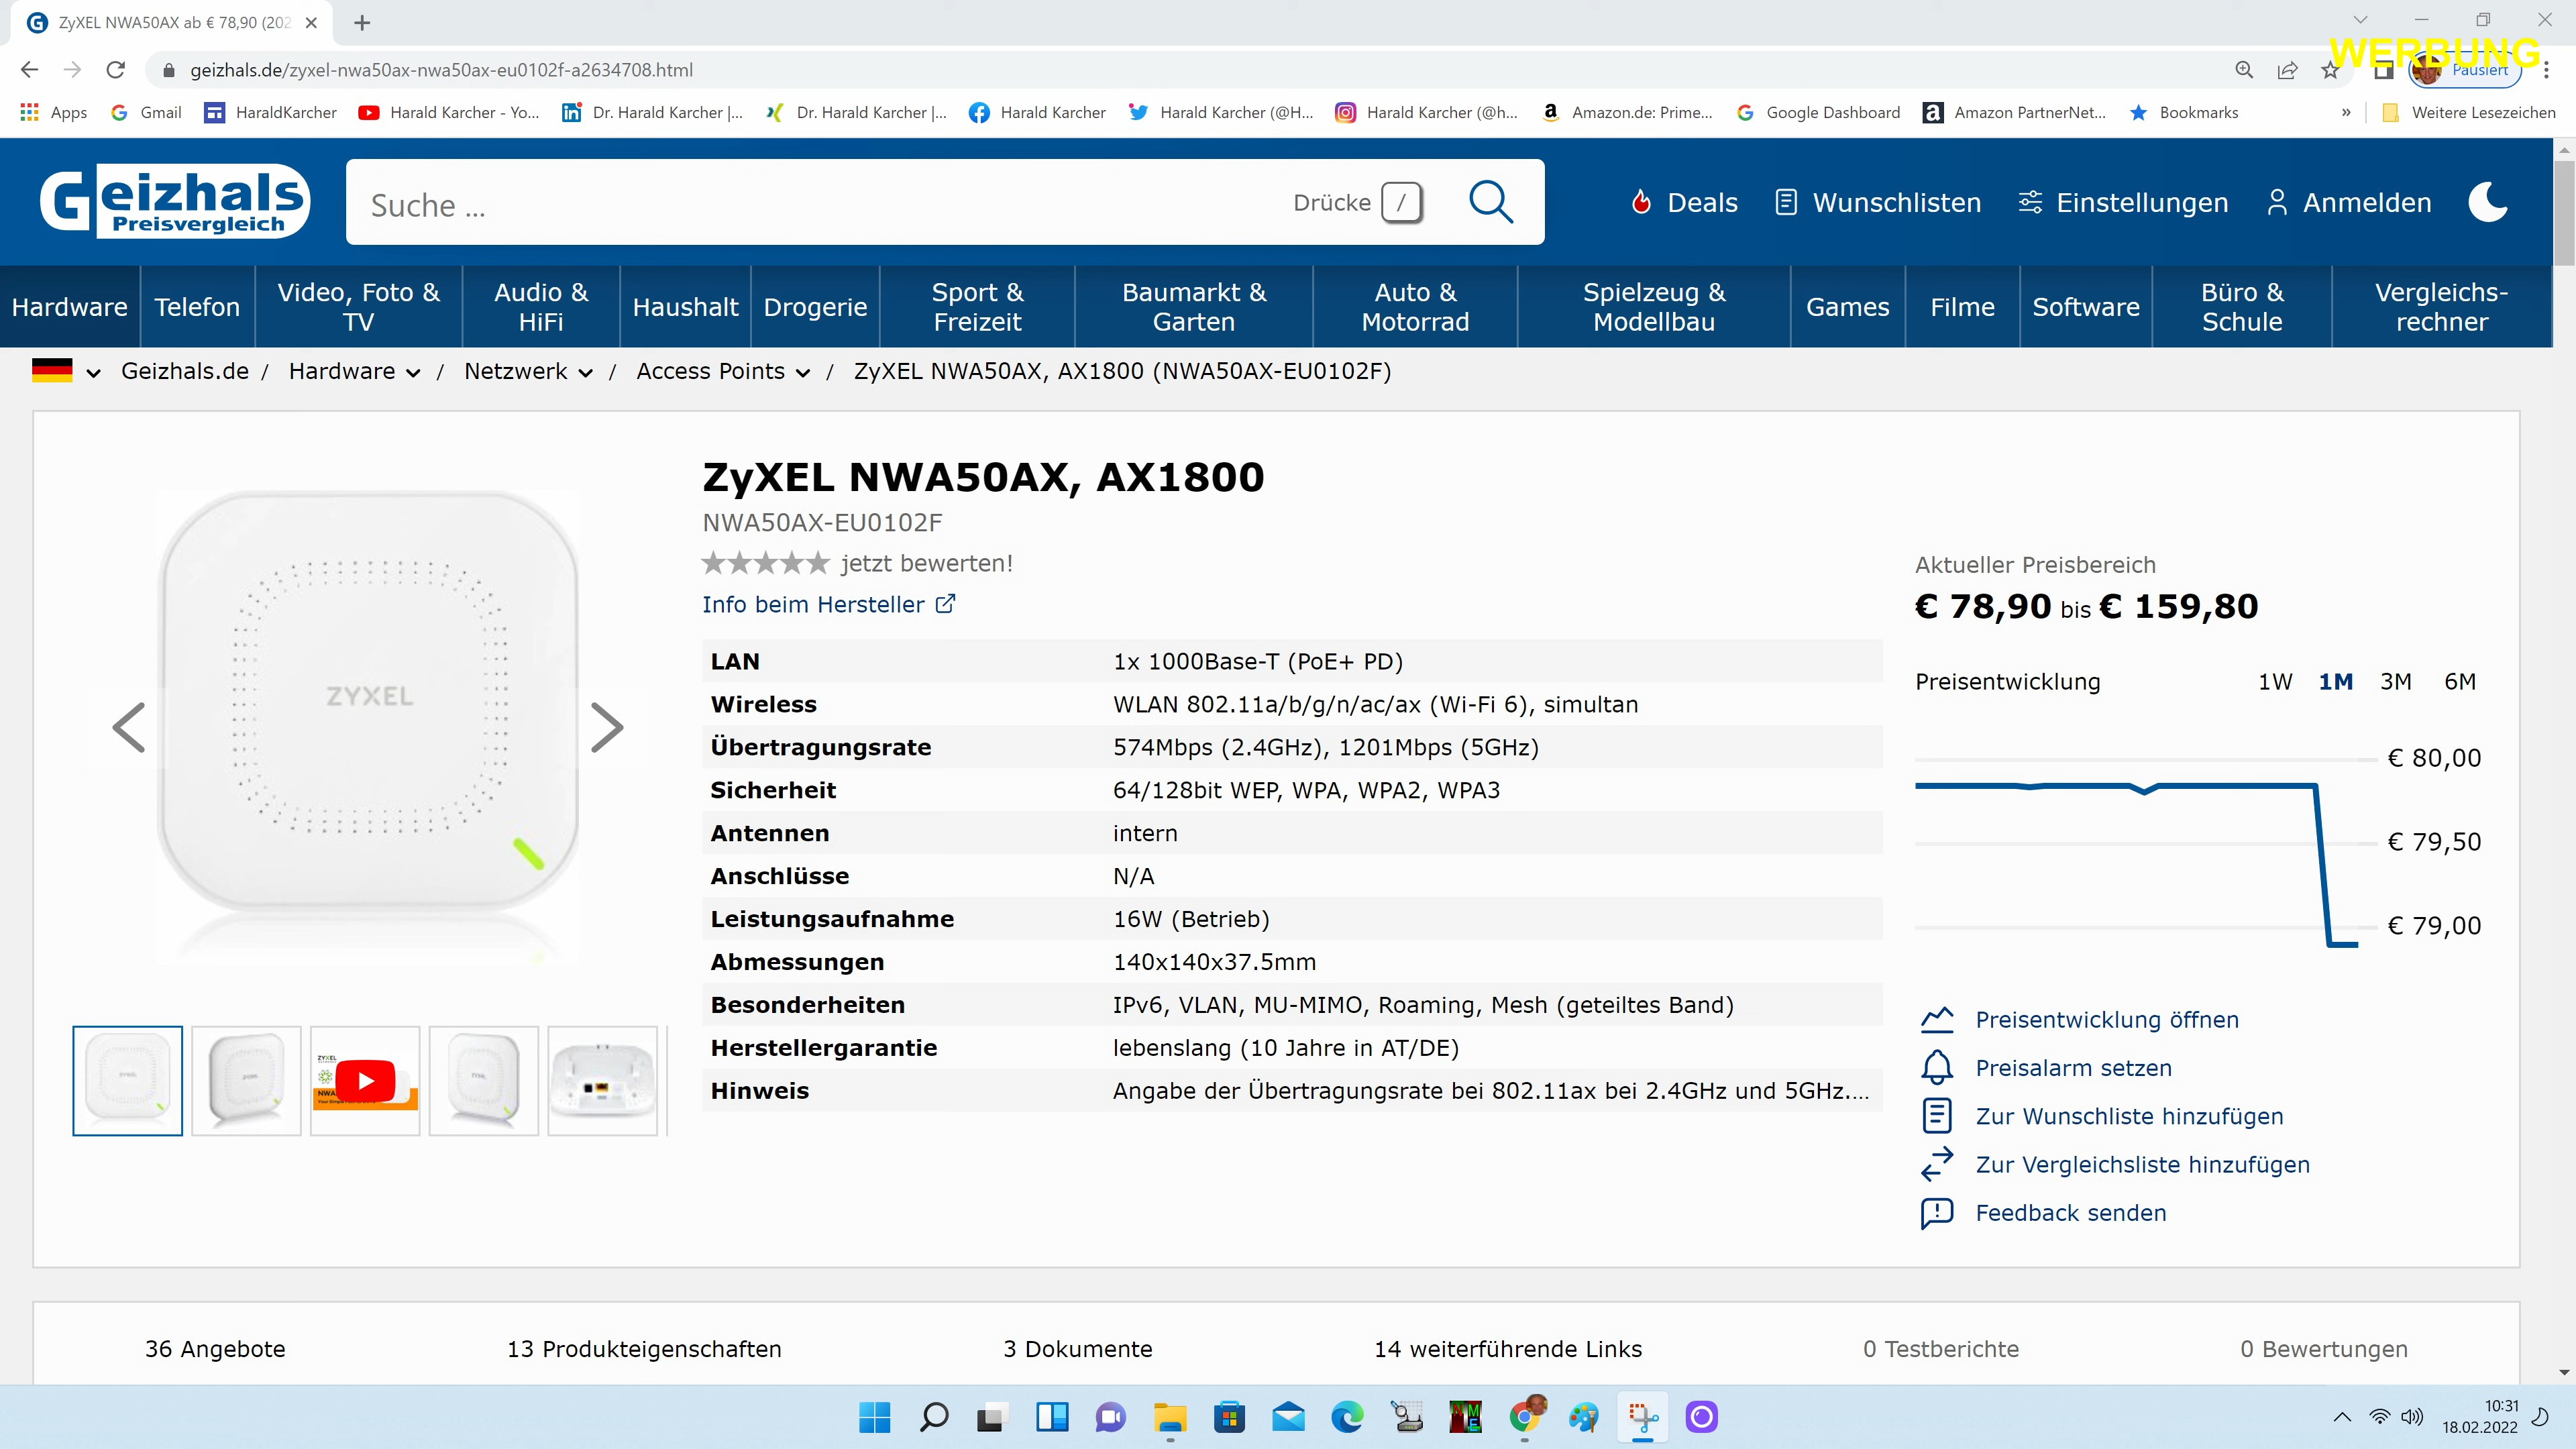 ZyXEL NWA50AX ab € 78,90 (202
WERBUNG
geizhals.de/zyxel-nwa50ax-nwa50ax-eu0102f-a2634708.html
Pausiert
Apps
Gmail
HaraldKarcher
Harald Karcher - Yo...
Dr. Harald Karcher |...
Dr. Harald Karcher |...
Harald Karcher
Harald Karcher (@H...
Harald Karcher (@h...
Amazon.de: Prime...
Google Dashboard
Amazon PartnerNet...
Bookmarks
»
Weitere Lesezeichen
Geizhals
Preisvergleich
Suche ...
Drücke /
Deals
Wunschlisten
Einstellungen
Anmelden
Hardware
Telefon
Video, Foto &
TV
Audio &
HiFi
Haushalt
Drogerie
Sport &
Freizeit
Baumarkt &
Garten
Auto &
Motorrad
Spielzeug &
Modellbau
Games
Filme
Software
Büro &
Schule
Vergleichs-
rechner
Geizhals.de / Hardware / Netzwerk / Access Points / ZyXEL NWA50AX, AX1800 (NWA50AX-EU0102F)
ZYXEL
ZyXEL NWA50AX, AX1800
NWA50AX-EU0102F
jetzt bewerten!
Info beim Hersteller
LAN 1x 1000Base-T (PoE+ PD)
Wireless WLAN 802.11a/b/g/n/ac/ax (Wi-Fi 6), simultan
Übertragungsrate 574Mbps (2.4GHz), 1201Mbps (5GHz)
Sicherheit 64/128bit WEP, WPA, WPA2, WPA3
Antennen intern
Anschlüsse N/A
Leistungsaufnahme 16W (Betrieb)
Abmessungen 140x140x37.5mm
Besonderheiten IPv6, VLAN, MU-MIMO, Roaming, Mesh (geteiltes Band)
Herstellergarantie lebenslang (10 Jahre in AT/DE)
Hinweis Angabe der Übertragungsrate bei 802.11ax bei 2.4GHz und 5GHz....
Aktueller Preisbereich
€ 78,90 bis € 159,80
Preisentwicklung 1W 1M 3M 6M
€ 80,00
€ 79,50
€ 79,00
Preisentwicklung öffnen
Preisalarm setzen
Zur Wunschliste hinzufügen
Zur Vergleichsliste hinzufügen
Feedback senden
36 Angebote
13 Produkteigenschaften
3 Dokumente
14 weiterführende Links
0 Testberichte
0 Bewertungen
10:31
18.02.2022